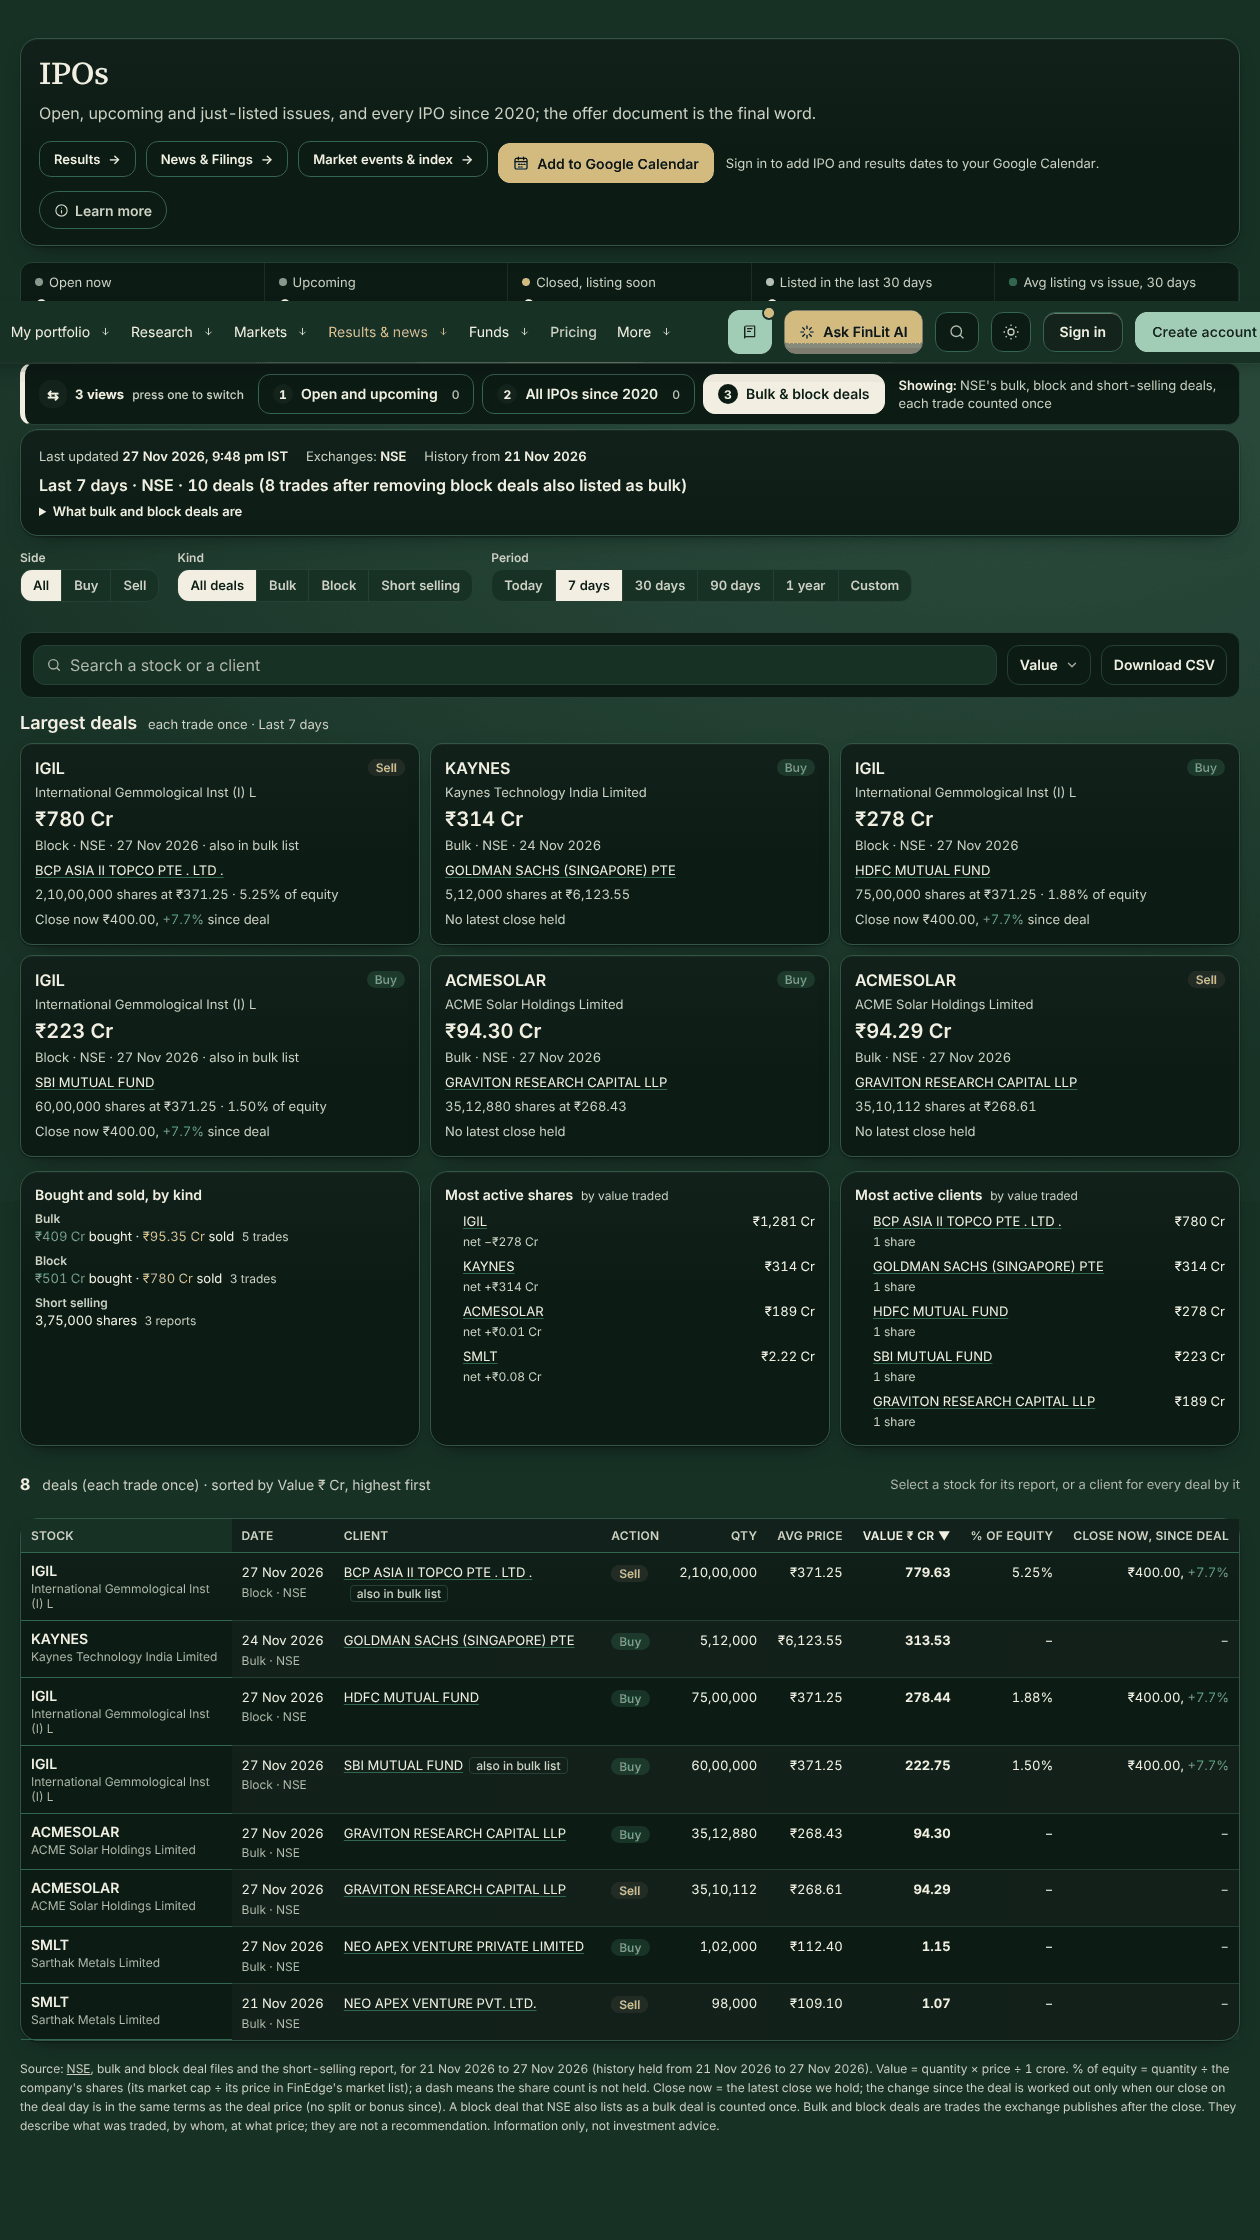 IPOs
Open, upcoming and just-listed issues, and every IPO since 2020; the offer document is the final word.
Results →
News & Filings →
Market events & index →
Add to Google Calendar
Sign in to add IPO and results dates to your Google Calendar.
Learn more
Open now
Upcoming
Closed, listing soon
Listed in the last 30 days
Avg listing vs issue, 30 days
My portfolio ↓
Research ↓
Markets ↓
Results & news ↓
Funds ↓
Pricing
More ↓
Ask FinLit AI
Sign in
Create account
3 views press one to switch
1 Open and upcoming 0
2 All IPOs since 2020 0
3 Bulk & block deals
Showing: NSE's bulk, block and short-selling deals,
each trade counted once
Last updated 27 Nov 2026, 9:48 pm IST Exchanges: NSE History from 21 Nov 2026
Last 7 days · NSE · 10 deals (8 trades after removing block deals also listed as bulk)
▶ What bulk and block deals are
Side
Kind
Period
All Buy Sell
All deals Bulk Block Short selling
Today 7 days 30 days 90 days 1 year Custom
Search a stock or a client
Value
Download CSV
Largest deals each trade once · Last 7 days
IGIL Sell
International Gemmological Inst (I) L
₹780 Cr
Block · NSE · 27 Nov 2026 · also in bulk list
BCP ASIA II TOPCO PTE . LTD .
2,10,00,000 shares at ₹371.25 · 5.25% of equity
Close now ₹400.00, +7.7% since deal
KAYNES Buy
Kaynes Technology India Limited
₹314 Cr
Bulk · NSE · 24 Nov 2026
GOLDMAN SACHS (SINGAPORE) PTE
5,12,000 shares at ₹6,123.55
No latest close held
IGIL Buy
International Gemmological Inst (I) L
₹278 Cr
Block · NSE · 27 Nov 2026
HDFC MUTUAL FUND
75,00,000 shares at ₹371.25 · 1.88% of equity
Close now ₹400.00, +7.7% since deal
IGIL Buy
International Gemmological Inst (I) L
₹223 Cr
Block · NSE · 27 Nov 2026 · also in bulk list
SBI MUTUAL FUND
60,00,000 shares at ₹371.25 · 1.50% of equity
Close now ₹400.00, +7.7% since deal
ACMESOLAR Buy
ACME Solar Holdings Limited
₹94.30 Cr
Bulk · NSE · 27 Nov 2026
GRAVITON RESEARCH CAPITAL LLP
35,12,880 shares at ₹268.43
No latest close held
ACMESOLAR Sell
ACME Solar Holdings Limited
₹94.29 Cr
Bulk · NSE · 27 Nov 2026
GRAVITON RESEARCH CAPITAL LLP
35,10,112 shares at ₹268.61
No latest close held
Bought and sold, by kind
Bulk
₹409 Cr bought · ₹95.35 Cr sold 5 trades
Block
₹501 Cr bought · ₹780 Cr sold 3 trades
Short selling
3,75,000 shares 3 reports
Most active shares by value traded
IGIL ₹1,281 Cr
net −₹278 Cr
KAYNES ₹314 Cr
net +₹314 Cr
ACMESOLAR ₹189 Cr
net +₹0.01 Cr
SMLT ₹2.22 Cr
net +₹0.08 Cr
Most active clients by value traded
BCP ASIA II TOPCO PTE . LTD . ₹780 Cr
1 share
GOLDMAN SACHS (SINGAPORE) PTE ₹314 Cr
1 share
HDFC MUTUAL FUND ₹278 Cr
1 share
SBI MUTUAL FUND ₹223 Cr
1 share
GRAVITON RESEARCH CAPITAL LLP ₹189 Cr
1 share
8 deals (each trade once) · sorted by Value ₹ Cr, highest first
Select a stock for its report, or a client for every deal by it
STOCK DATE CLIENT ACTION QTY AVG PRICE VALUE ₹ CR ▼ % OF EQUITY CLOSE NOW, SINCE DEAL
IGIL 27 Nov 2026 BCP ASIA II TOPCO PTE . LTD . Sell 2,10,00,000 ₹371.25 779.63 5.25% ₹400.00, +7.7%
International Gemmological Inst Block · NSE also in bulk list
(I) L
KAYNES 24 Nov 2026 GOLDMAN SACHS (SINGAPORE) PTE Buy 5,12,000 ₹6,123.55 313.53 – –
Kaynes Technology India Limited Bulk · NSE
IGIL 27 Nov 2026 HDFC MUTUAL FUND Buy 75,00,000 ₹371.25 278.44 1.88% ₹400.00, +7.7%
International Gemmological Inst Block · NSE
(I) L
IGIL 27 Nov 2026 SBI MUTUAL FUND also in bulk list Buy 60,00,000 ₹371.25 222.75 1.50% ₹400.00, +7.7%
International Gemmological Inst Block · NSE
(I) L
ACMESOLAR 27 Nov 2026 GRAVITON RESEARCH CAPITAL LLP Buy 35,12,880 ₹268.43 94.30 – –
ACME Solar Holdings Limited Bulk · NSE
ACMESOLAR 27 Nov 2026 GRAVITON RESEARCH CAPITAL LLP Sell 35,10,112 ₹268.61 94.29 – –
ACME Solar Holdings Limited Bulk · NSE
SMLT 27 Nov 2026 NEO APEX VENTURE PRIVATE LIMITED Buy 1,02,000 ₹112.40 1.15 – –
Sarthak Metals Limited Bulk · NSE
SMLT 21 Nov 2026 NEO APEX VENTURE PVT. LTD. Sell 98,000 ₹109.10 1.07 – –
Sarthak Metals Limited Bulk · NSE
Source: NSE, bulk and block deal files and the short-selling report, for 21 Nov 2026 to 27 Nov 2026 (history held from 21 Nov 2026 to 27 Nov 2026). Value = quantity × price ÷ 1 crore. % of equity = quantity ÷ the
company's shares (its market cap ÷ its price in FinEdge's market list); a dash means the share count is not held. Close now = the latest close we hold; the change since the deal is worked out only when our close on
the deal day is in the same terms as the deal price (no split or bonus since). A block deal that NSE also lists as a bulk deal is counted once. Bulk and block deals are trades the exchange publishes after the close. They
describe what was traded, by whom, at what price; they are not a recommendation. Information only, not investment advice.